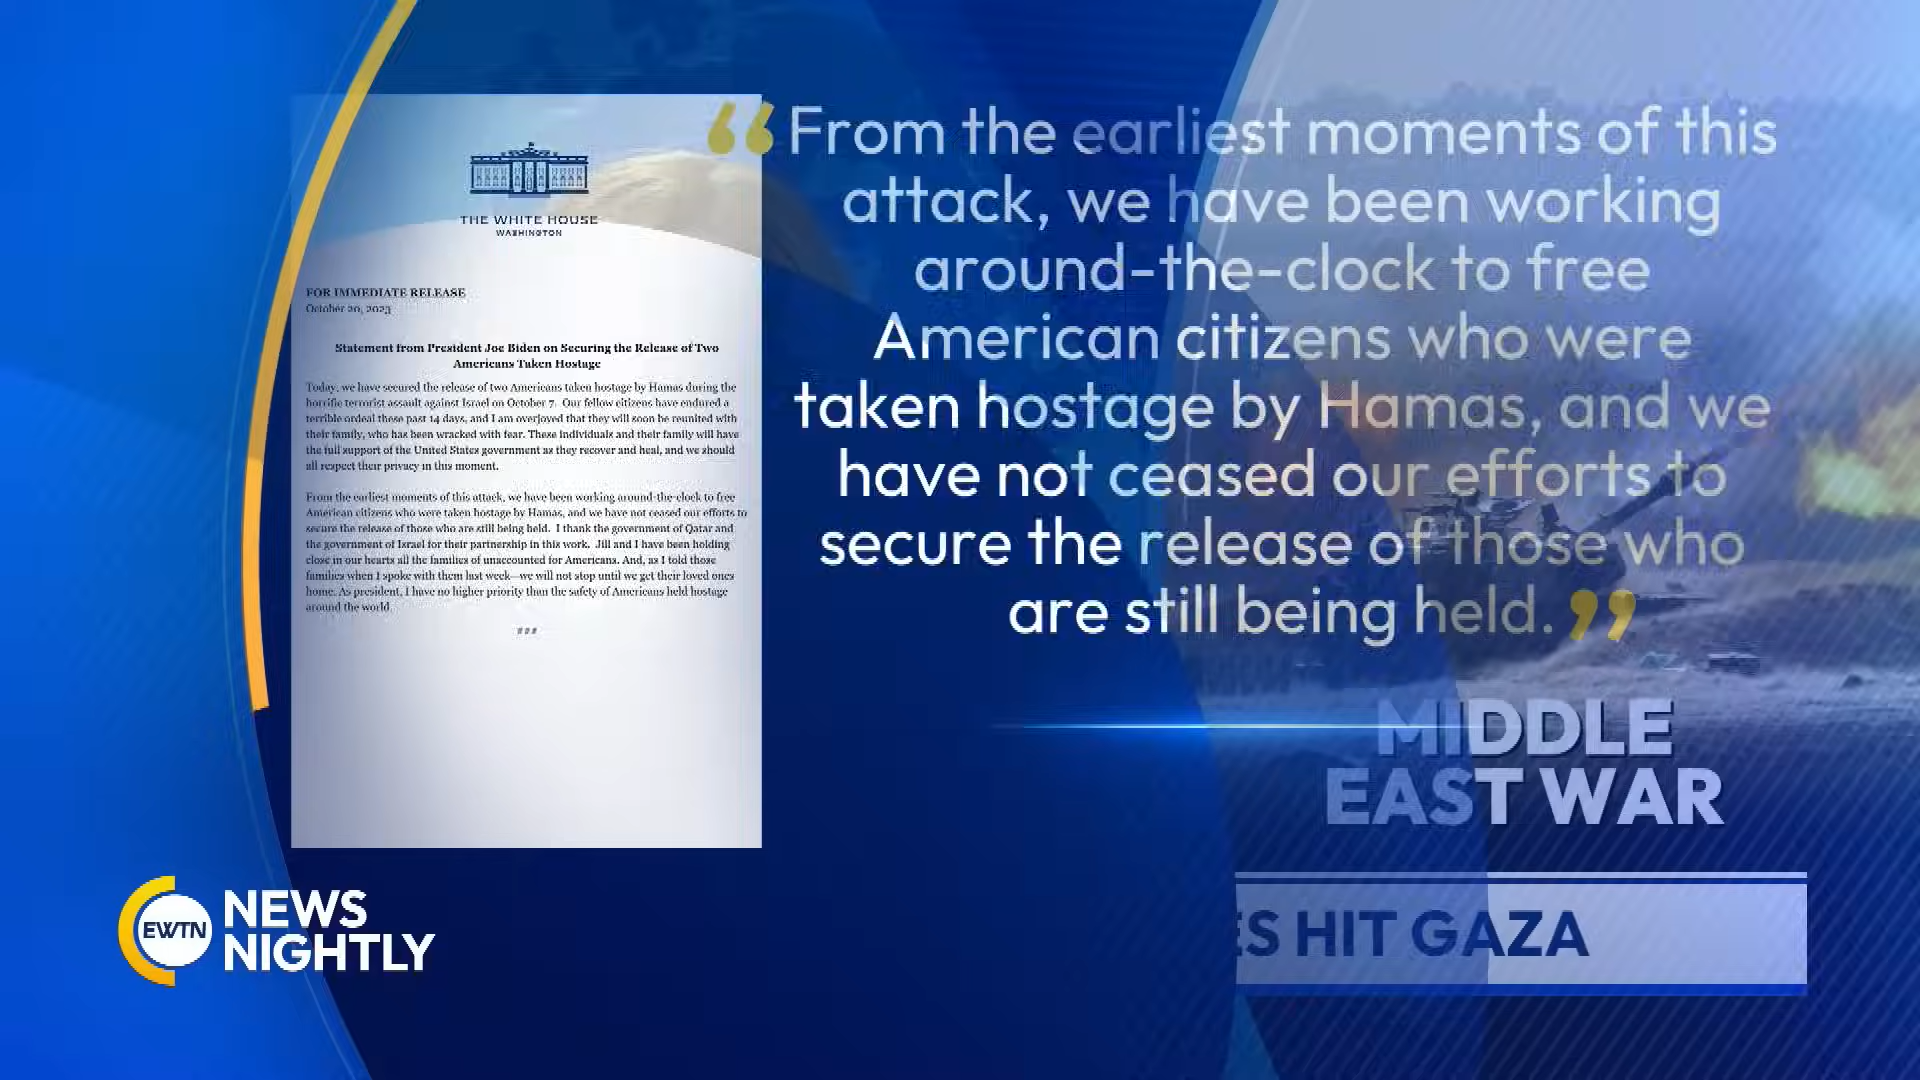 THE WHITE HOUSE
WASHINGTON
FOR IMMEDIATE RELEASE
October 20, 2023
Statement from President Joe Biden on Securing the Release of Two
Americans Taken Hostage
Today, we have secured the release of two Americans taken hostage by Hamas during the
horrific terrorist assault against Israel on October 7. Our fellow citizens have endured a
terrible ordeal these past 14 days, and I am overjoyed that they will soon be reunited with
their family, who has been wracked with fear. These individuals and their family will have
the full support of the United States government as they recover and heal, and we should
all respect their privacy in this moment.
From the earliest moments of this attack, we have been working around-the-clock to free
American citizens who were taken hostage by Hamas, and we have not ceased our efforts to
secure the release of those who are still being held. I thank the government of Qatar and
the government of Israel for their partnership in this work. Jill and I have been holding
close in our hearts all the families of unaccounted for Americans. And, as I told those
families when I spoke with them last week—we will not stop until we get their loved ones
home. As president, I have no higher priority than the safety of Americans held hostage
around the world
###
“From the earliest moments of this
attack, we have been working
around-the-clock to free
American citizens who were
taken hostage by Hamas, and we
have not ceased our efforts to
secure the release of those who
are still being held.”
MIDDLE
EAST WAR
ES HIT GAZA
EWTN
NEWS
NIGHTLY